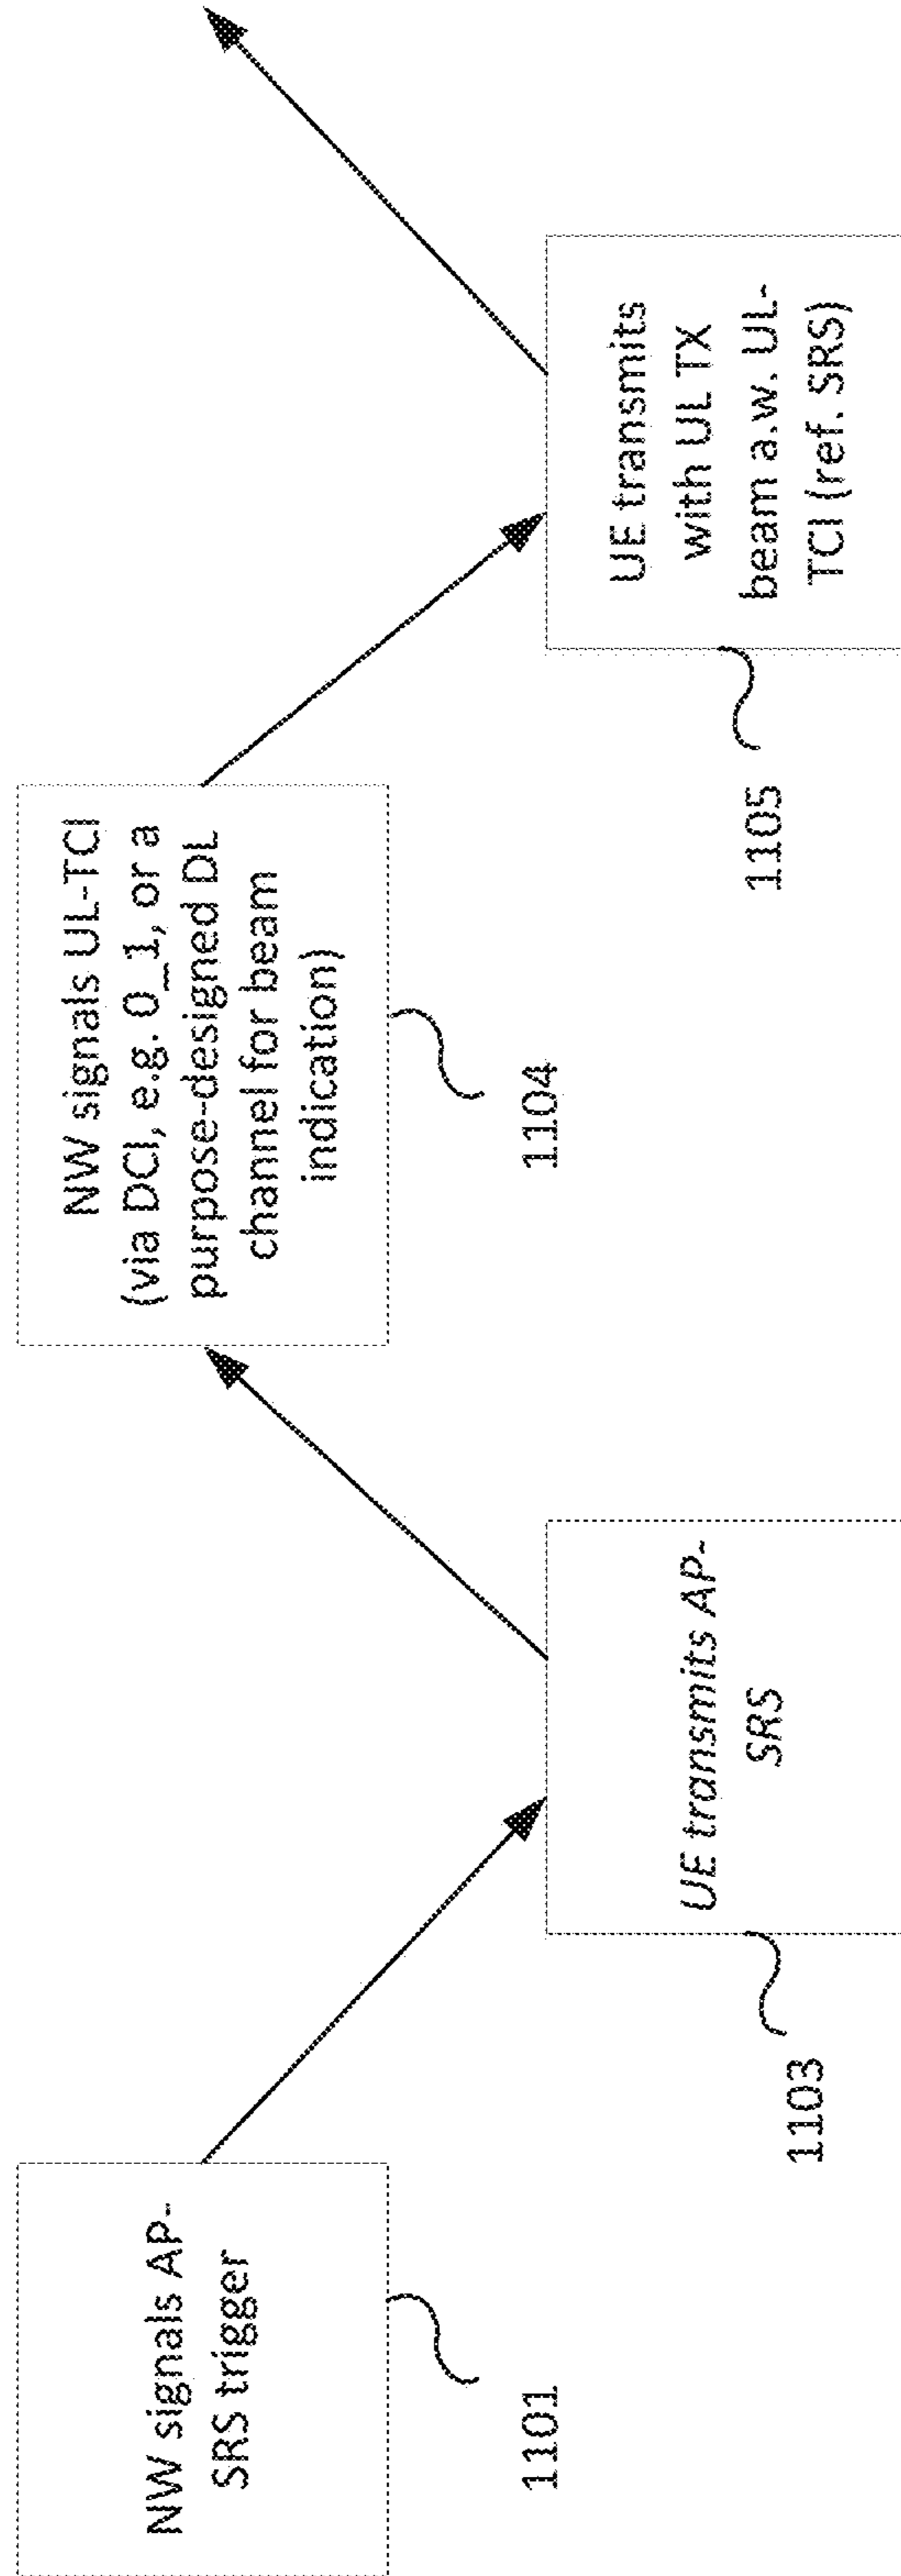 NW signals AP-
SRS trigger
1101
UE transmits AP-
SRS
1103
NW signals UL-TCI
(via DCI, e.g. 0_1, or a
purpose-designed DL
channel for beam
indication)
1104
UE transmits
with UL TX
beam a.w. UL-
TCI (ref. SRS)
1105